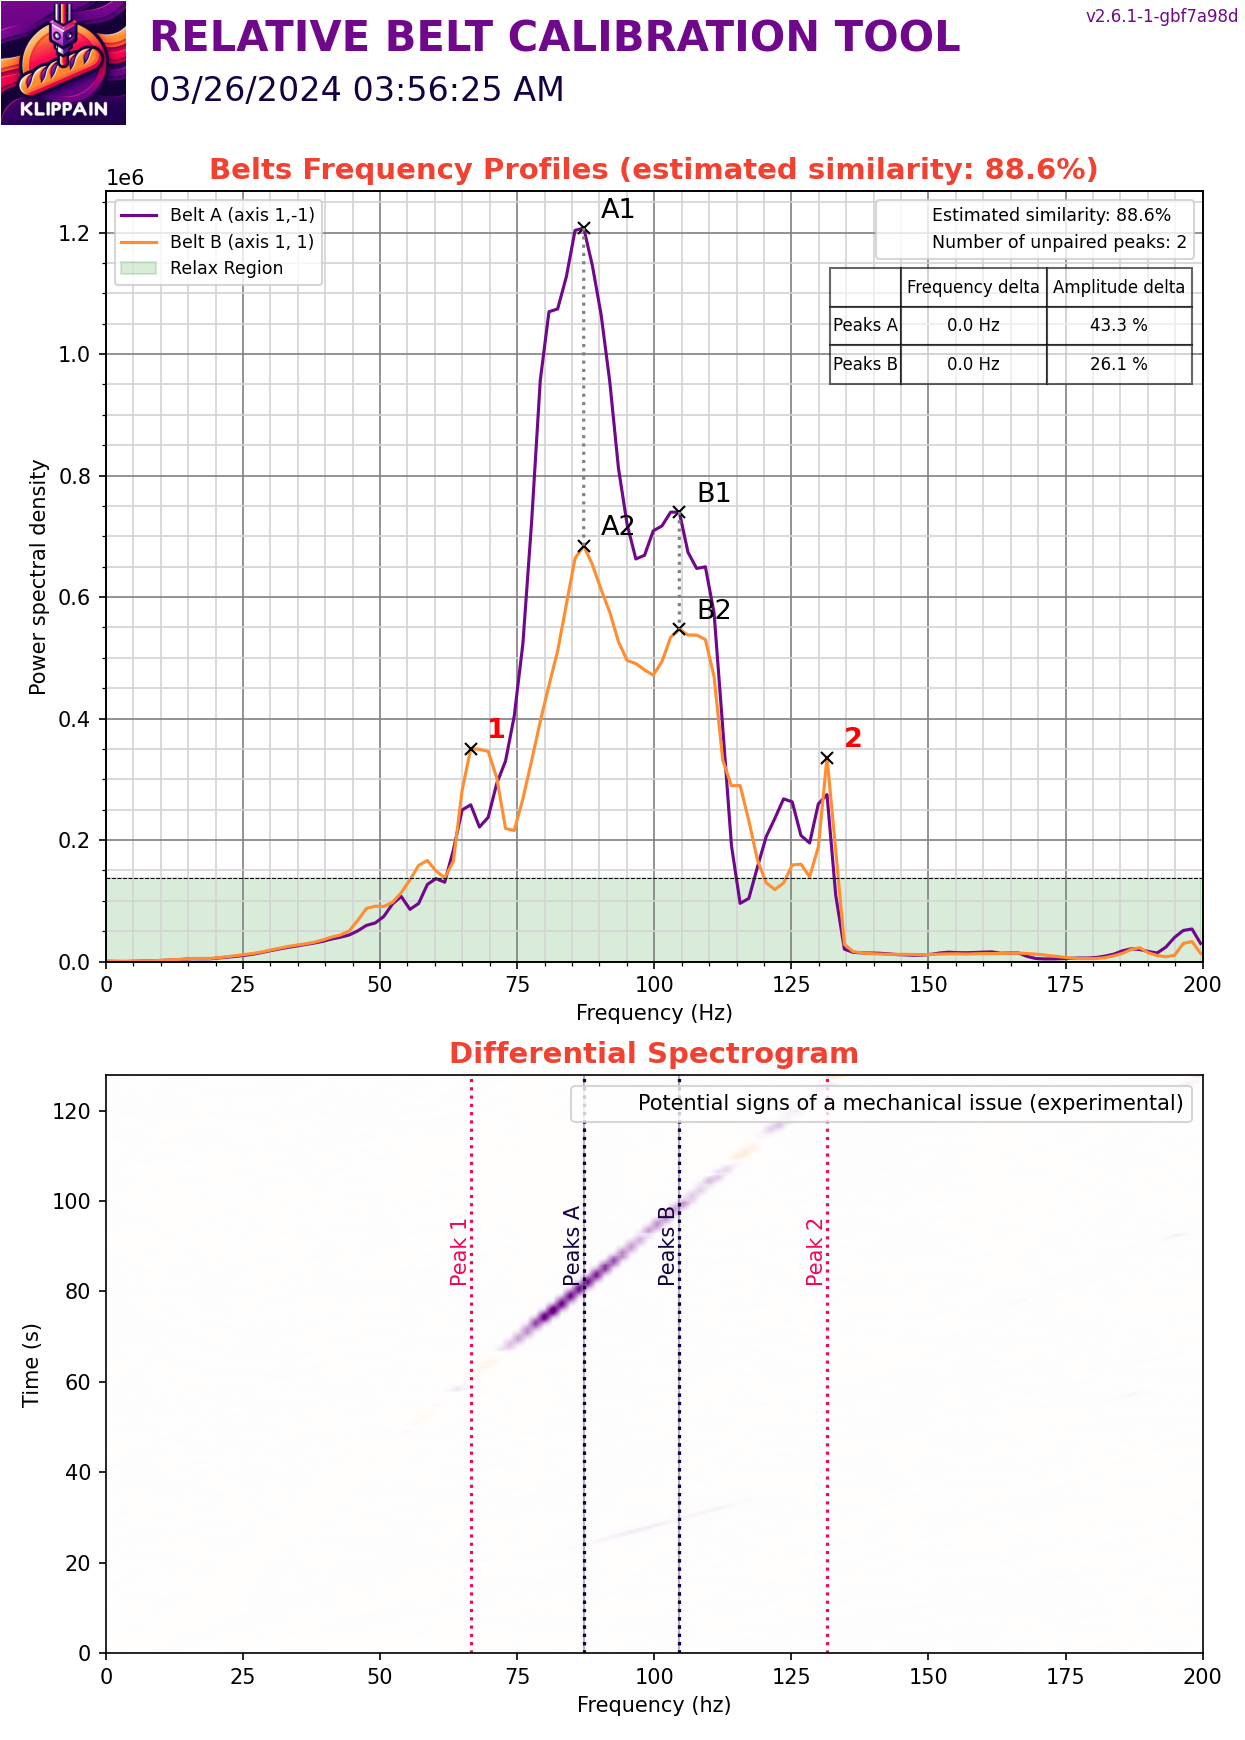 v2.6.1-1-gbf7a98d
RELATIVE BELT CALIBRATION TOOL
03/26/2024 03:56:25 AM
KLIPPAIN
Belts Frequency Profiles (estimated similarity: 88.6%)
1e6
Belt A (axis 1,-1)
Belt B (axis 1, 1)
Relax Region
Estimated similarity: 88.6%
Number of unpaired peaks: 2
Frequency delta Amplitude delta
Peaks A 0.0 Hz 43.3 %
Peaks B 0.0 Hz 26.1 %
A1
A2
B1
B2
1
2
Power spectral density
1.2
1.0
0.8
0.6
0.4
0.2
0.0
0 25 50 75 100 125 150 175 200
Frequency (Hz)
Differential Spectrogram
Potential signs of a mechanical issue (experimental)
Peak 1
Peaks A
Peaks B
Peak 2
Time (s)
120
100
80
60
40
20
0
0 25 50 75 100 125 150 175 200
Frequency (hz)